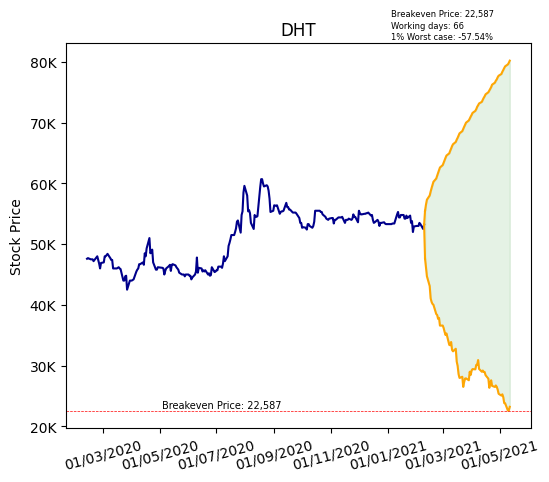 Breakeven Price: 22,587
Working days: 66
1% Worst case: -57.54%
DHT
Stock Price
80K
70K
60K
50K
40K
30K
20K
Breakeven Price: 22,587
01/03/2020
01/05/2020
01/07/2020
01/09/2020
01/11/2020
01/01/2021
01/03/2021
01/05/2021